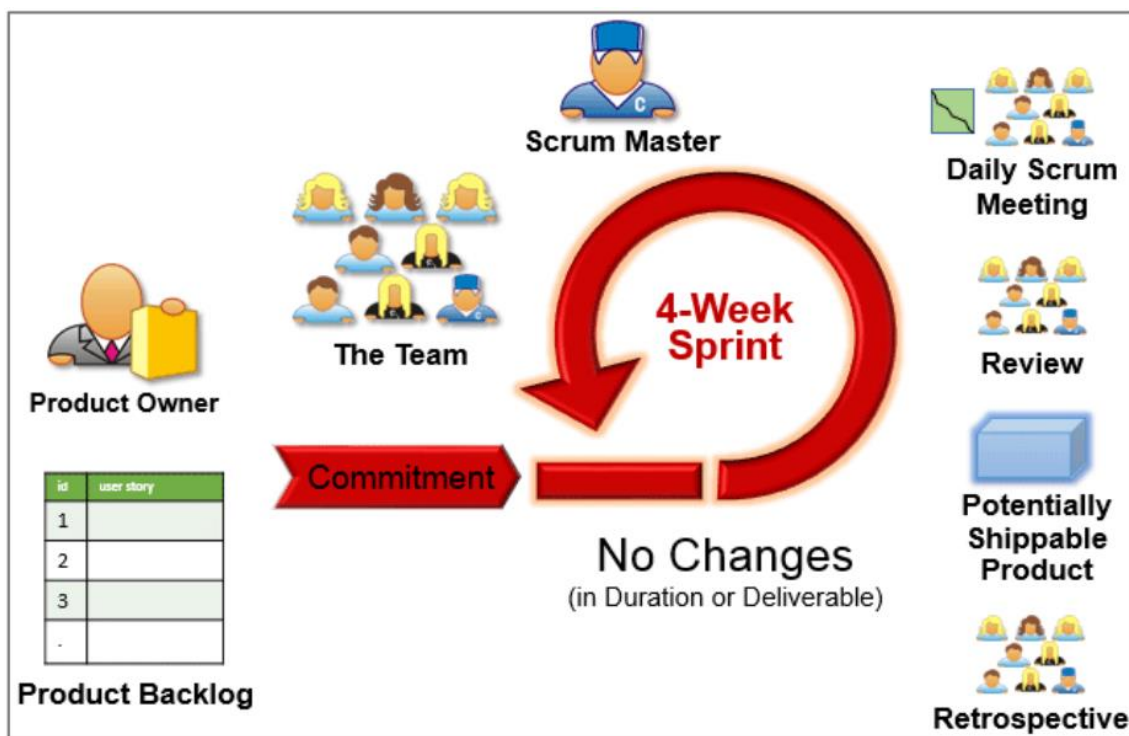 C
Scrum Master
The Team
Product Owner
id user story
1
2
3
.
Product Backlog
Commitment
4-Week
Sprint
No Changes
(in Duration or Deliverable)
Daily Scrum
Meeting
Review
Potentially
Shippable
Product
Retrospective